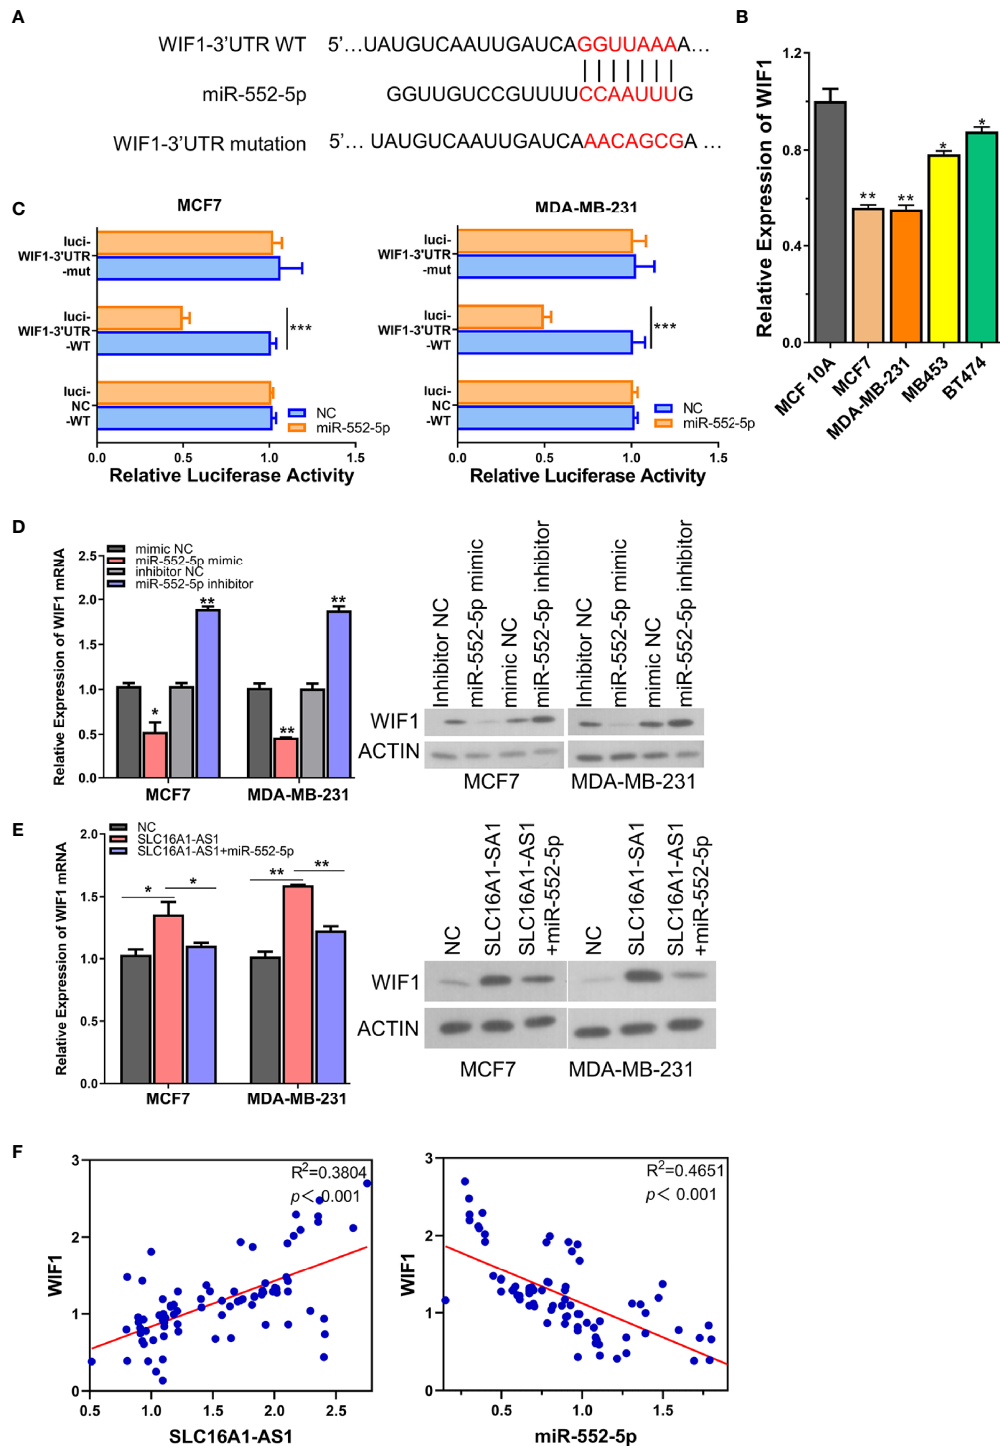 A
WIF1-3'UTR WT 5'...UAUGUCAAUUGAUCAGGUUAAAA...
miR-552-5p GGUUGUCCGUUUUCCAAUUUG
WIF1-3'UTR mutation 5'... UAUGUCAAUUGAUCAAACAGCGA ...
B
Relative Expression of WIF1
1.2
0.8
0.4
0.0
**
**
*
*
MCF 10A
MCF7
MDA-MB-231
MB453
BT474
C
MCF7
luci-
WIF1-3'UTR
-mut
luci-
WIF1-3'UTR
-WT
***
luci-
NC
-WT
NC
miR-552-5p
0.0 0.5 1.0 1.5
Relative Luciferase Activity
MDA-MB-231
luci-
WIF1-3'UTR
-mut
luci-
WIF1-3'UTR
-WT
***
luci-
NC
-WT
NC
miR-552-5p
0.0 0.5 1.0 1.5
Relative Luciferase Activity
D
Relative Expression of WIF1 mRNA
mimic NC
miR-552-5p mimic
inhibitor NC
miR-552-5p inhibitor
2.5
2.0
1.5
1.0
0.5
0.0
*
**
**
**
MCF7 MDA-MB-231
Inhibitor NC
miR-552-5p mimic
mimic NC
miR-552-5p inhibitor
Inhibitor NC
miR-552-5p mimic
mimic NC
miR-552-5p inhibitor
WIF1
ACTIN
MCF7 MDA-MB-231
E
Relative Expression of WIF1 mRNA
NC
SLC16A1-AS1
SLC16A1-AS1+miR-552-5p
2.0
1.5
1.0
0.5
0.0
*
*
**
**
MCF7 MDA-MB-231
NC
SLC16A1-SA1
SLC16A1-AS1
+miR-552-5p
NC
SLC16A1-SA1
SLC16A1-AS1
+miR-552-5p
WIF1
ACTIN
MCF7 MDA-MB-231
F
WIF1
3
2
1
0
R2=0.3804
p< 0.001
0.5 1.0 1.5 2.0 2.5
SLC16A1-AS1
WIF1
3
2
1
0
R2=0.4651
p< 0.001
0.5 1.0 1.5
miR-552-5p